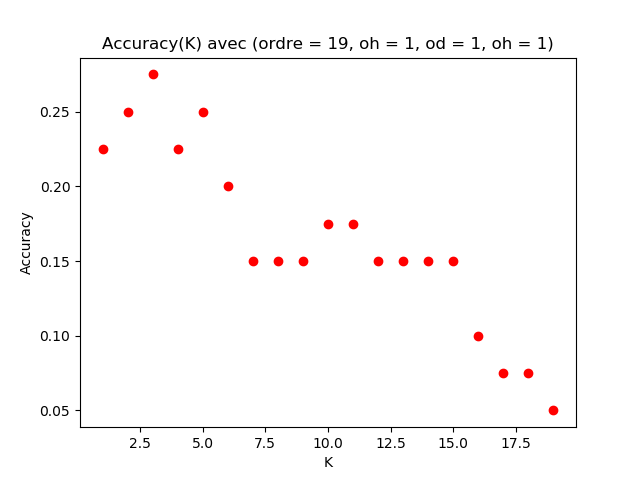 Accuracy(K) avec (ordre = 19, oh = 1, od = 1, oh = 1)
0.25
0.20
0.15
0.10
0.05
Accuracy
2.5 5.0 7.5 10.0 12.5 15.0 17.5
K